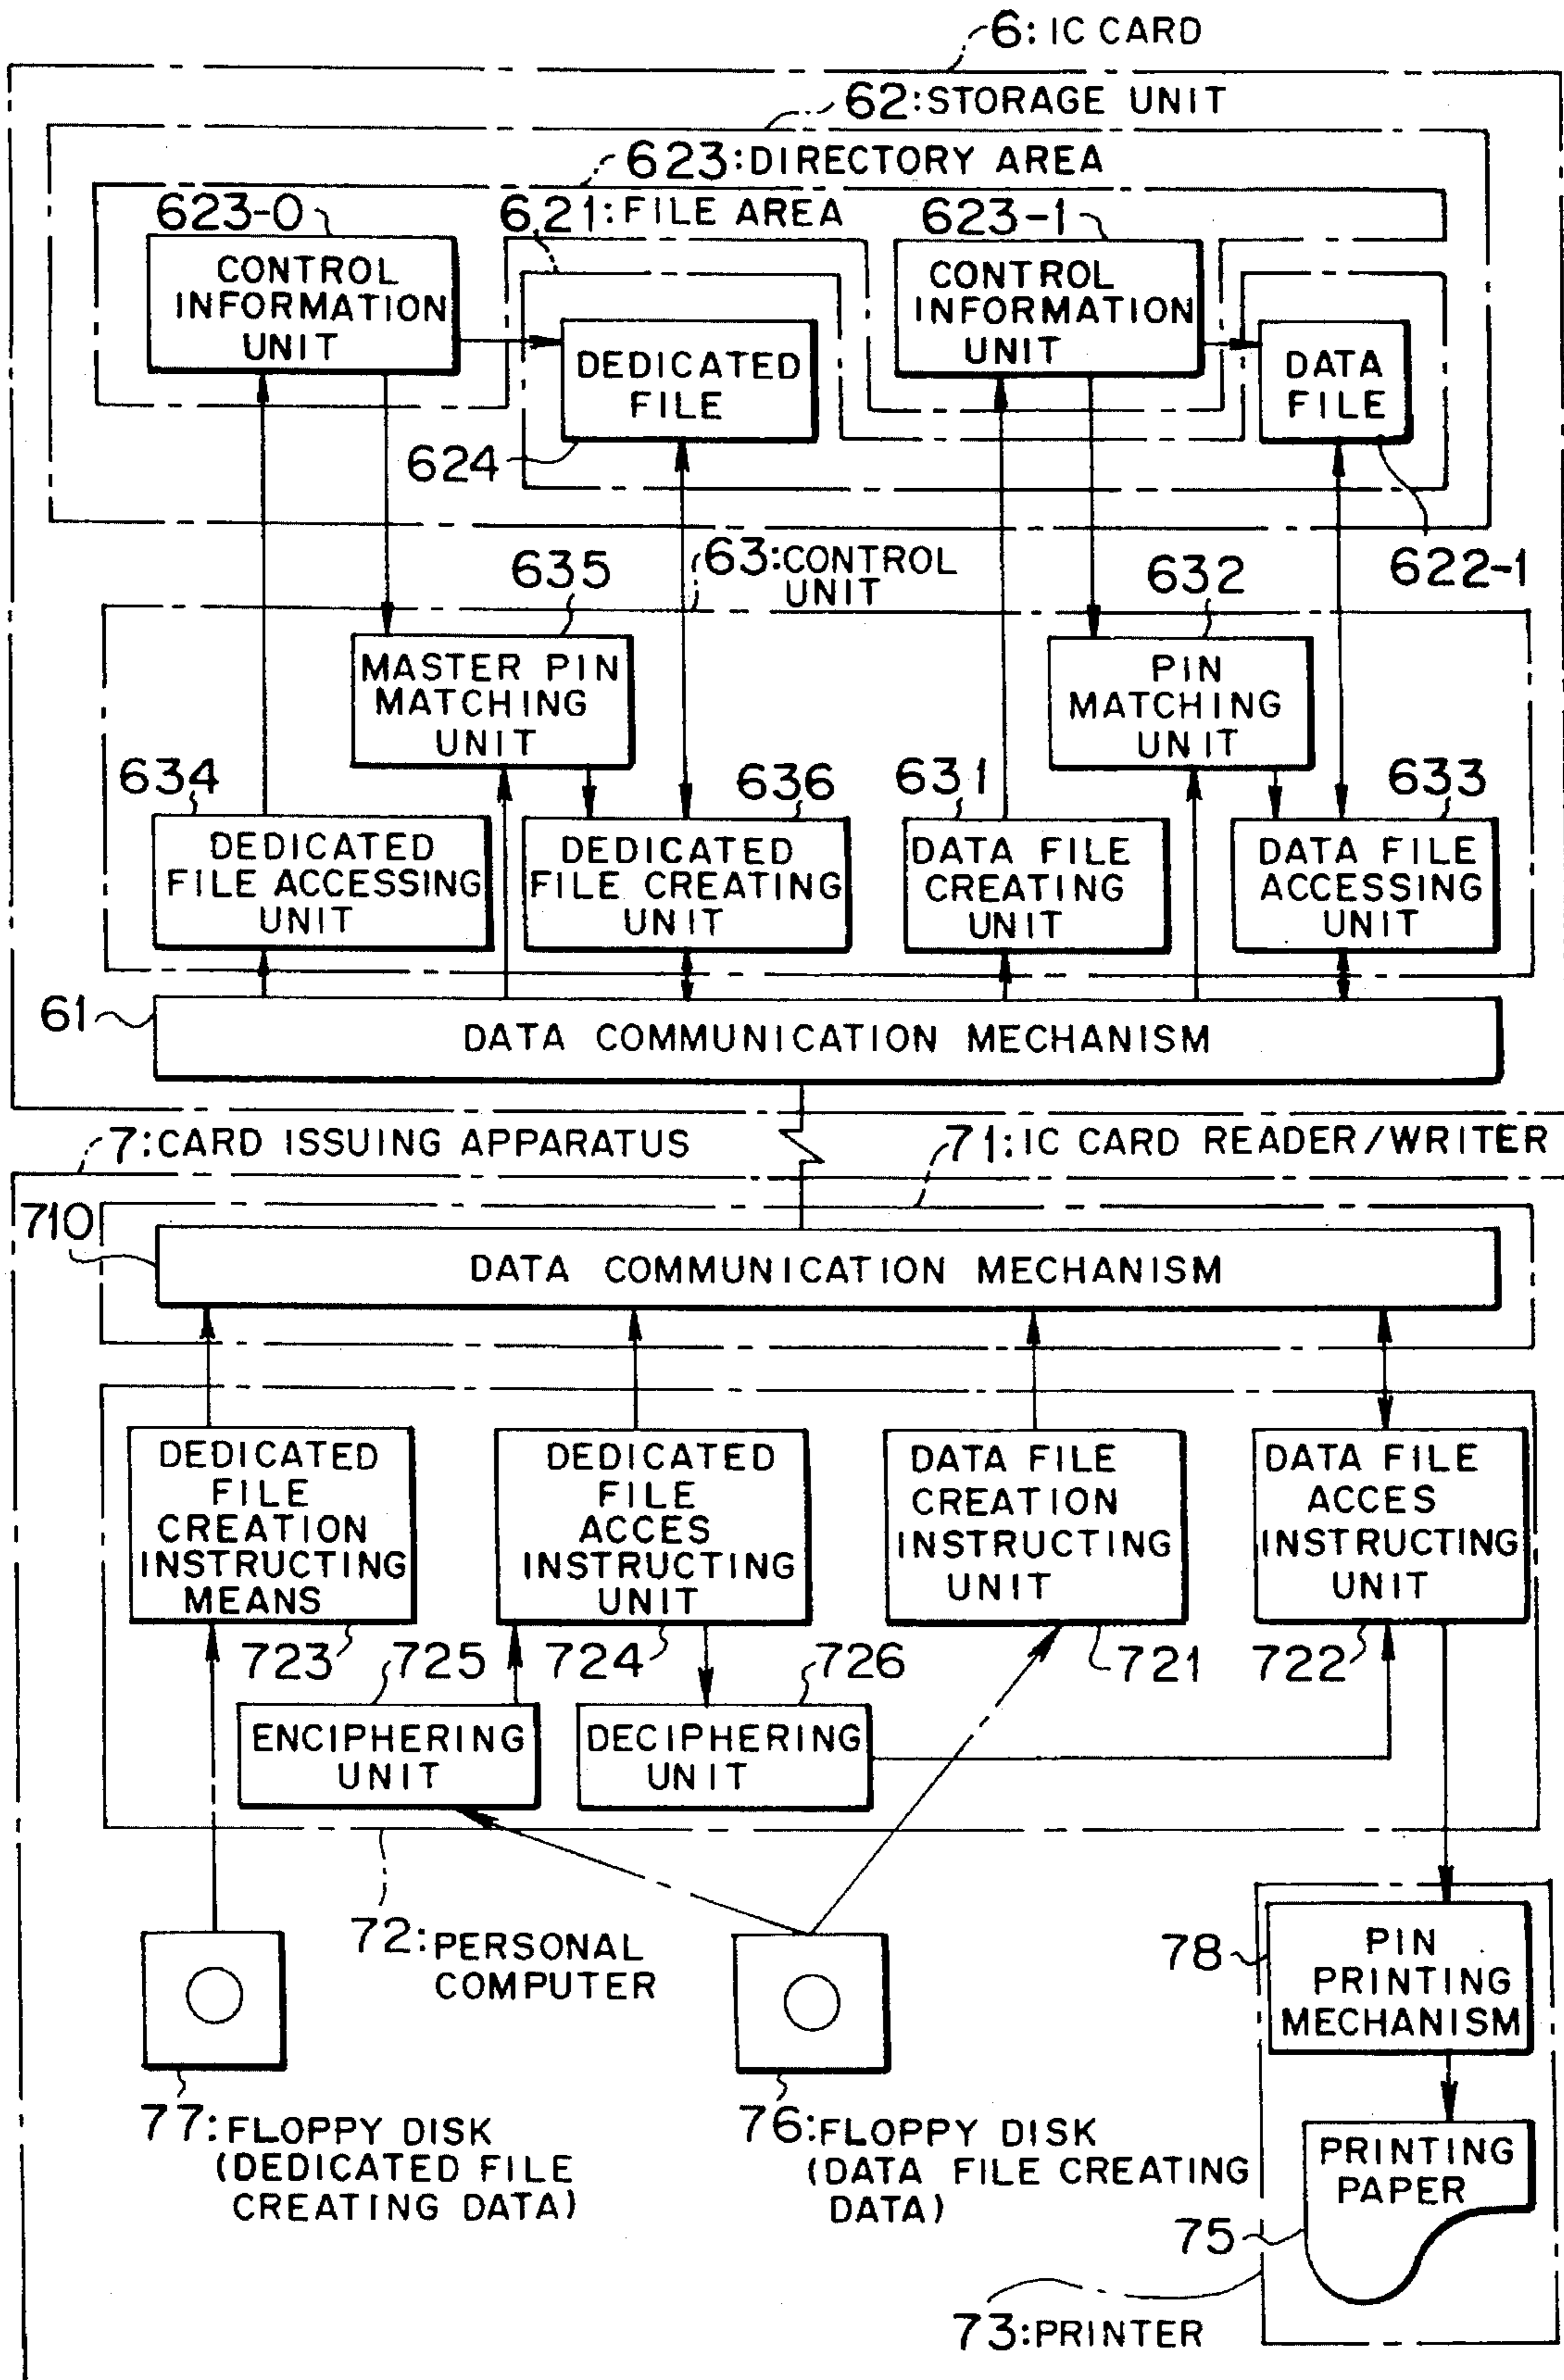 6: IC CARD
62: STORAGE UNIT
623: DIRECTORY AREA
623-0
621: FILE AREA
623-1
CONTROL
INFORMATION
UNIT
CONTROL
INFORMATION
UNIT
DEDICATED
FILE
DATA
FILE
624
622-1
63: CONTROL
UNIT
635
632
MASTER PIN
MATCHING
UNIT
PIN
MATCHING
UNIT
634
636
631
633
DEDICATED
FILE ACCESSING
UNIT
DEDICATED
FILE CREATING
UNIT
DATA FILE
CREATING
UNIT
DATA FILE
ACCESSING
UNIT
61
DATA COMMUNICATION MECHANISM
7: CARD ISSUING APPARATUS
71: IC CARD READER/WRITER
710
DATA COMMUNICATION MECHANISM
DEDICATED
FILE
CREATION
INSTRUCTING
MEANS
DEDICATED
FILE
ACCES
INSTRUCTING
UNIT
DATA FILE
CREATION
INSTRUCTING
UNIT
DATA FILE
ACCES
INSTRUCTING
UNIT
723
725
724
726
721
722
ENCIPHERING
UNIT
DECIPHERING
UNIT
72: PERSONAL
COMPUTER
78
PIN
PRINTING
MECHANISM
77: FLOPPY DISK
(DEDICATED FILE
CREATING DATA)
76: FLOPPY DISK
(DATA FILE CREATING
DATA)
PRINTING
PAPER
75
73: PRINTER